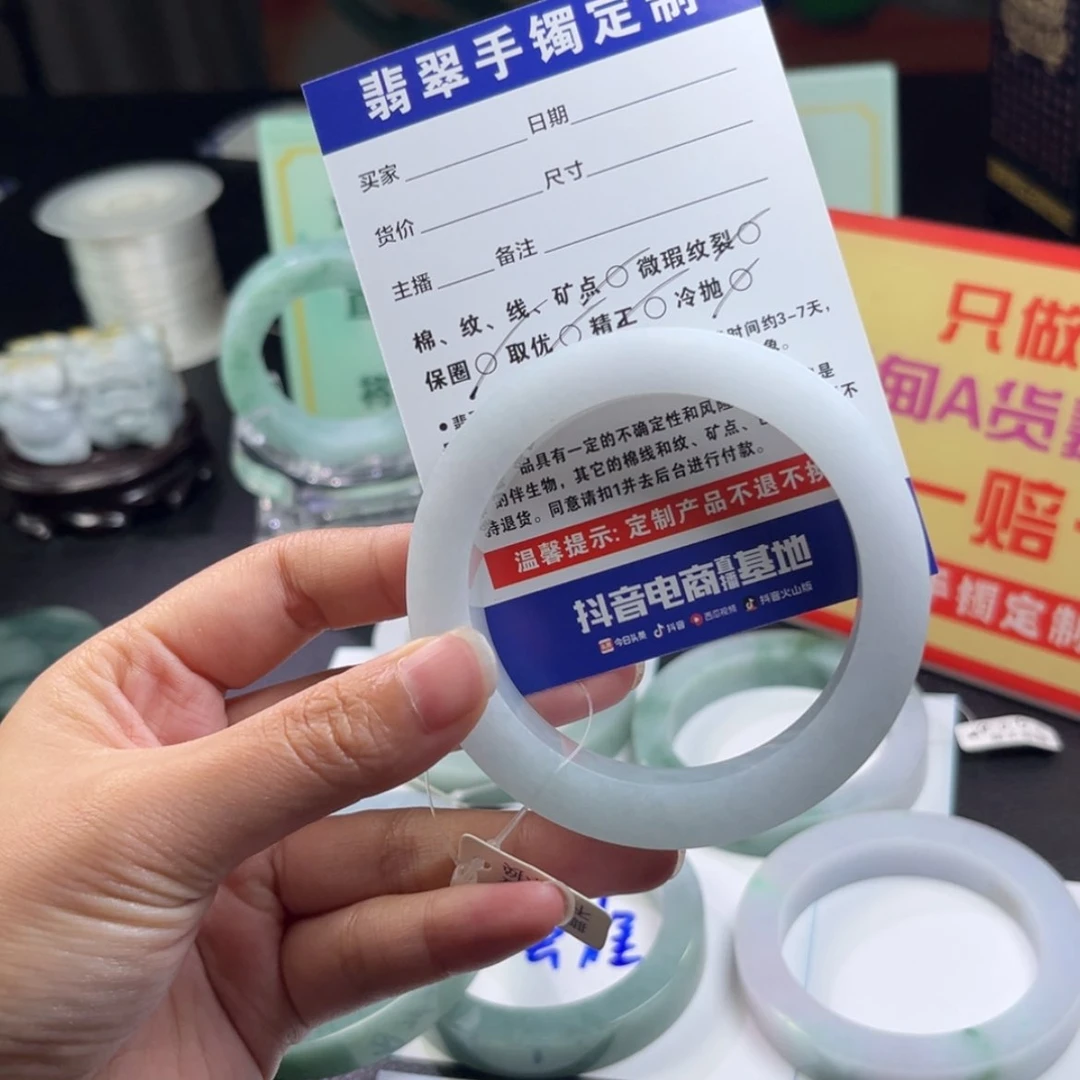 翡翠手镯定制
买家 日期
货价 尺寸
主播 备注
棉、纹、线、矿点 微瑕纹裂
保圈 取优 精工 冷抛
时间约3-7天,
品具有一定的不确定性和风险
的伴生物,其它的棉线和纹、矿点、
持退货。同意请扣1并去后台进行付款。
温馨提示: 定制产品不退不换
抖音电商直播基地
今日头条 抖音 西瓜视频 抖音火山版
只做
甸A货
一赔
手镯定制